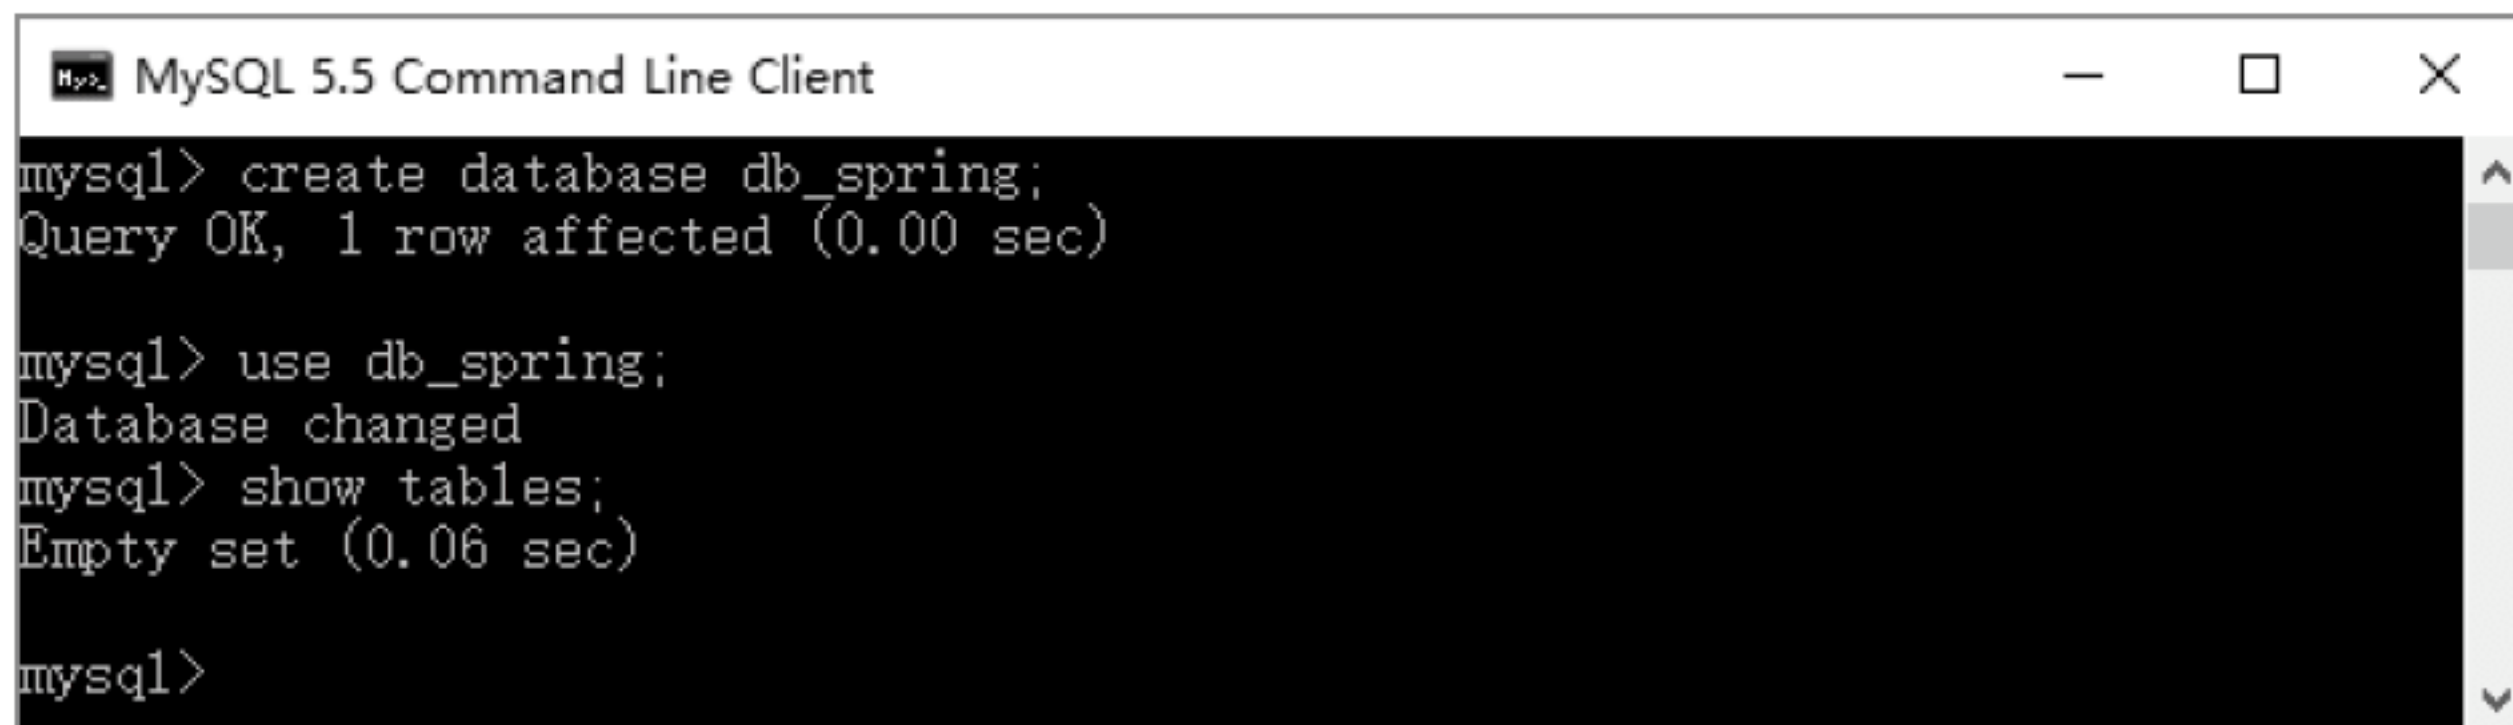 MySQL 5.5 Command Line Client
mysql> create database db_spring;
Query OK, 1 row affected (0.00 sec)
mysql> use db_spring;
Database changed
mysql> show tables;
Empty set (0.06 sec)
mysql>